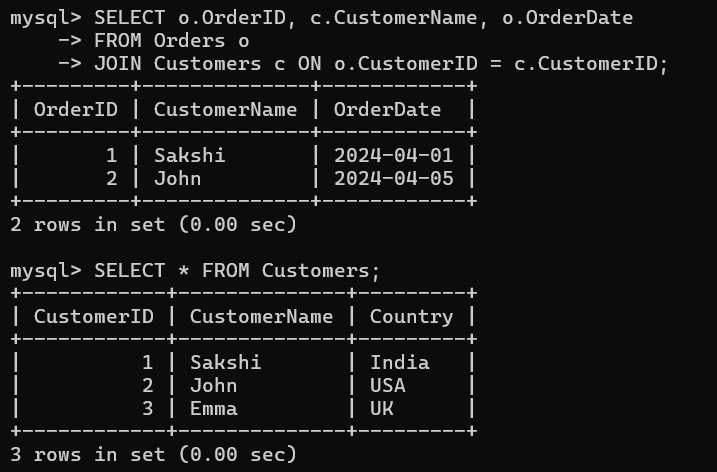 mysql> SELECT o.OrderID, c.CustomerName, o.OrderDate
    -> FROM Orders o
    -> JOIN Customers c ON o.CustomerID = c.CustomerID;
+---------+--------------+------------+
| OrderID | CustomerName | OrderDate  |
+---------+--------------+------------+
|       1 | Sakshi       | 2024-04-01 |
|       2 | John         | 2024-04-05 |
+---------+--------------+------------+
2 rows in set (0.00 sec)

mysql> SELECT * FROM Customers;
+------------+--------------+---------+
| CustomerID | CustomerName | Country |
+------------+--------------+---------+
|          1 | Sakshi       | India   |
|          2 | John         | USA     |
|          3 | Emma         | UK      |
+------------+--------------+---------+
3 rows in set (0.00 sec)